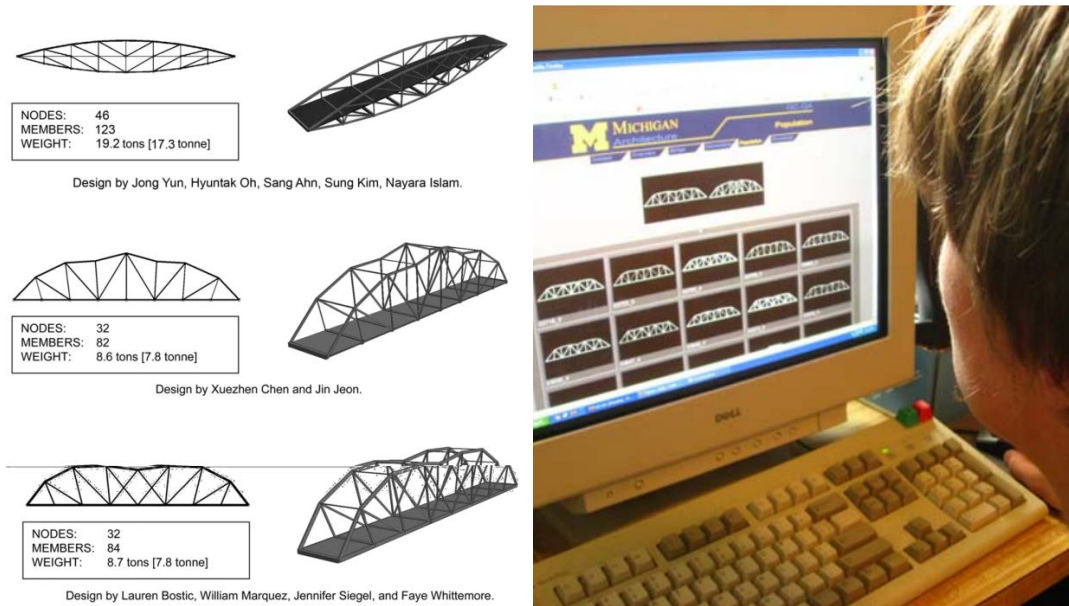 NODES: 46
MEMBERS: 123
WEIGHT: 19.2 tons [17.3 tonne]
Design by Jong Yun, Hyuntak Oh, Sang Ahn, Sung Kim, Nayara Islam.
NODES: 32
MEMBERS: 82
WEIGHT: 8.6 tons [7.8 tonne]
Design by Xuezhen Chen and Jin Jeon.
NODES: 32
MEMBERS: 84
WEIGHT: 8.7 tons [7.8 tonne]
Design by Lauren Bostic, William Marquez, Jennifer Siegel, and Faye Whittemore.
M MICHIGAN
Architecture
Population
DELL